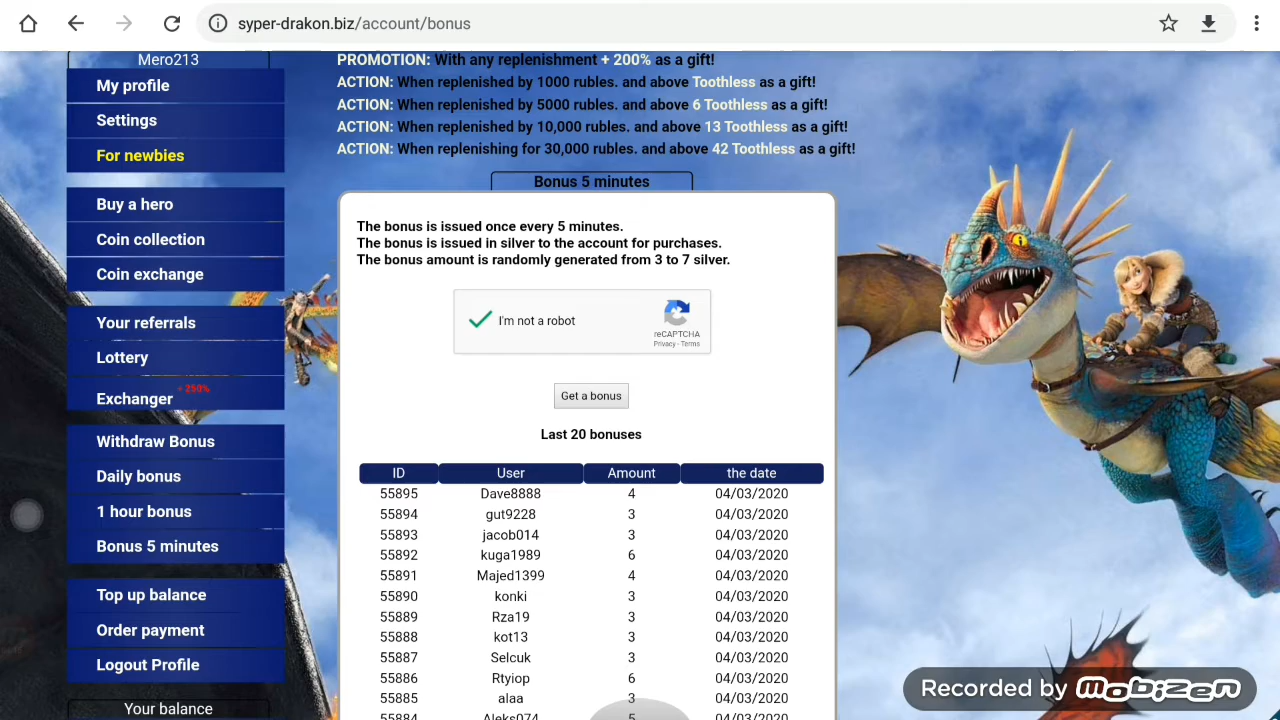 syper-drakon.biz/account/bonus
Mero213
My profile
Settings
For newbies
Buy a hero
Coin collection
Coin exchange
Your referrals
Lottery
Exchanger + 250%
Withdraw Bonus
Daily bonus
1 hour bonus
Bonus 5 minutes
Top up balance
Order payment
Logout Profile
Your balance
PROMOTION: With any replenishment + 200% as a gift!
ACTION: When replenished by 1000 rubles. and above Toothless as a gift!
ACTION: When replenished by 5000 rubles. and above 6 Toothless as a gift!
ACTION: When replenished by 10,000 rubles. and above 13 Toothless as a gift!
ACTION: When replenishing for 30,000 rubles. and above 42 Toothless as a gift!
Bonus 5 minutes
The bonus is issued once every 5 minutes.
The bonus is issued in silver to the account for purchases.
The bonus amount is randomly generated from 3 to 7 silver.
I'm not a robot
reCAPTCHA
Privacy - Terms
Get a bonus
Last 20 bonuses
ID User Amount the date
55895 Dave8888 4 04/03/2020
55894 gut9228 3 04/03/2020
55893 jacob014 3 04/03/2020
55892 kuga1989 6 04/03/2020
55891 Majed1399 4 04/03/2020
55890 konki 3 04/03/2020
55889 Rza19 3 04/03/2020
55888 kot13 3 04/03/2020
55887 Selcuk 3 04/03/2020
55886 Rtyiop 6 04/03/2020
55885 alaa 3 04/03/2020
55884 Aleks074 5 04/03/2020
Recorded by mobizen